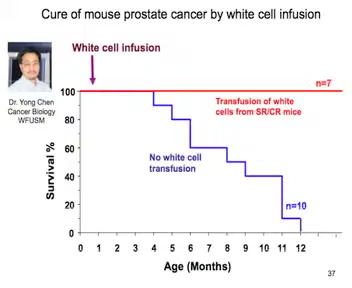 Cure of mouse prostate cancer by white cell infusion
White cell infusion
Dr. Yong Chen
Cancer Biology
WFUSM
n=7
Transfusion of white
cells from SR/CR mice
No white cell
transfusion
n=10
Survival %
100
80
60
40
20
0
0 1 2 3 4 5 6 7 8 9 10 11 12
Age (Months)
37